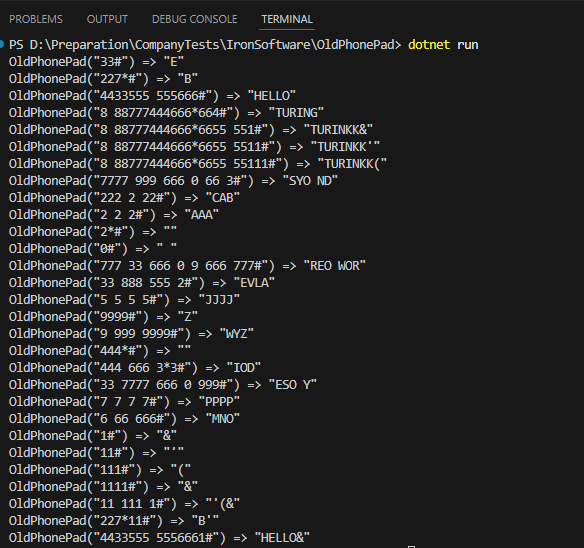 PROBLEMS OUTPUT DEBUG CONSOLE TERMINAL
PS D:\Preparation\CompanyTests\IronSoftware\OldPhonePad> dotnet run
OldPhonePad("33#") => "E"
OldPhonePad("227*#") => "B"
OldPhonePad("4433555 555666#") => "HELLO"
OldPhonePad("8 88777444666*664#") => "TURING"
OldPhonePad("8 88777444666*6655 551#") => "TURINKK&"
OldPhonePad("8 88777444666*6655 5511#") => "TURINKK'"
OldPhonePad("8 88777444666*6655 55111#") => "TURINKK("
OldPhonePad("7777 999 666 0 66 3#") => "SYO ND"
OldPhonePad("222 2 22#") => "CAB"
OldPhonePad("2 2 2#") => "AAA"
OldPhonePad("2*#") => ""
OldPhonePad("0#") => " "
OldPhonePad("777 33 666 0 9 666 777#") => "REO WOR"
OldPhonePad("33 888 555 2#") => "EVLA"
OldPhonePad("5 5 5 5#") => "JJJJ"
OldPhonePad("9999#") => "Z"
OldPhonePad("9 999 9999#") => "WYZ"
OldPhonePad("444*#") => ""
OldPhonePad("444 666 3*3#") => "IOD"
OldPhonePad("33 7777 666 0 999#") => "ESO Y"
OldPhonePad("7 7 7 7#") => "PPPP"
OldPhonePad("6 66 666#") => "MNO"
OldPhonePad("1#") => "&"
OldPhonePad("11#") => "'"
OldPhonePad("111#") => "("
OldPhonePad("1111#") => "&"
OldPhonePad("11 111 1#") => "'(&"
OldPhonePad("227*11#") => "B'"
OldPhonePad("4433555 5556661#") => "HELLO&"